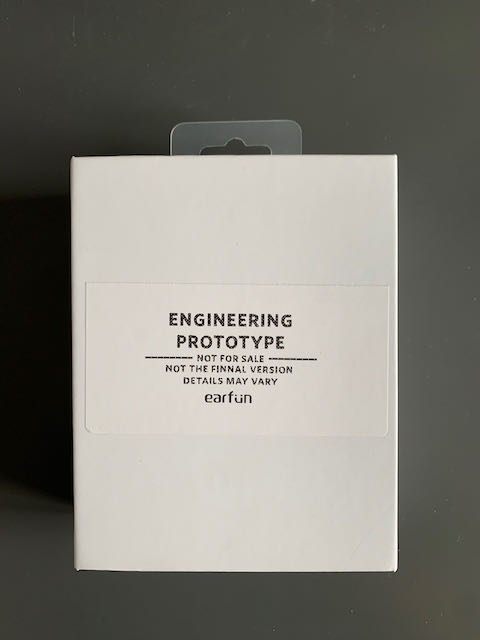 ENGINEERING
PROTOTYPE
NOT FOR SALE
NOT THE FINNAL VERSION
DETAILS MAY VARY
earfun